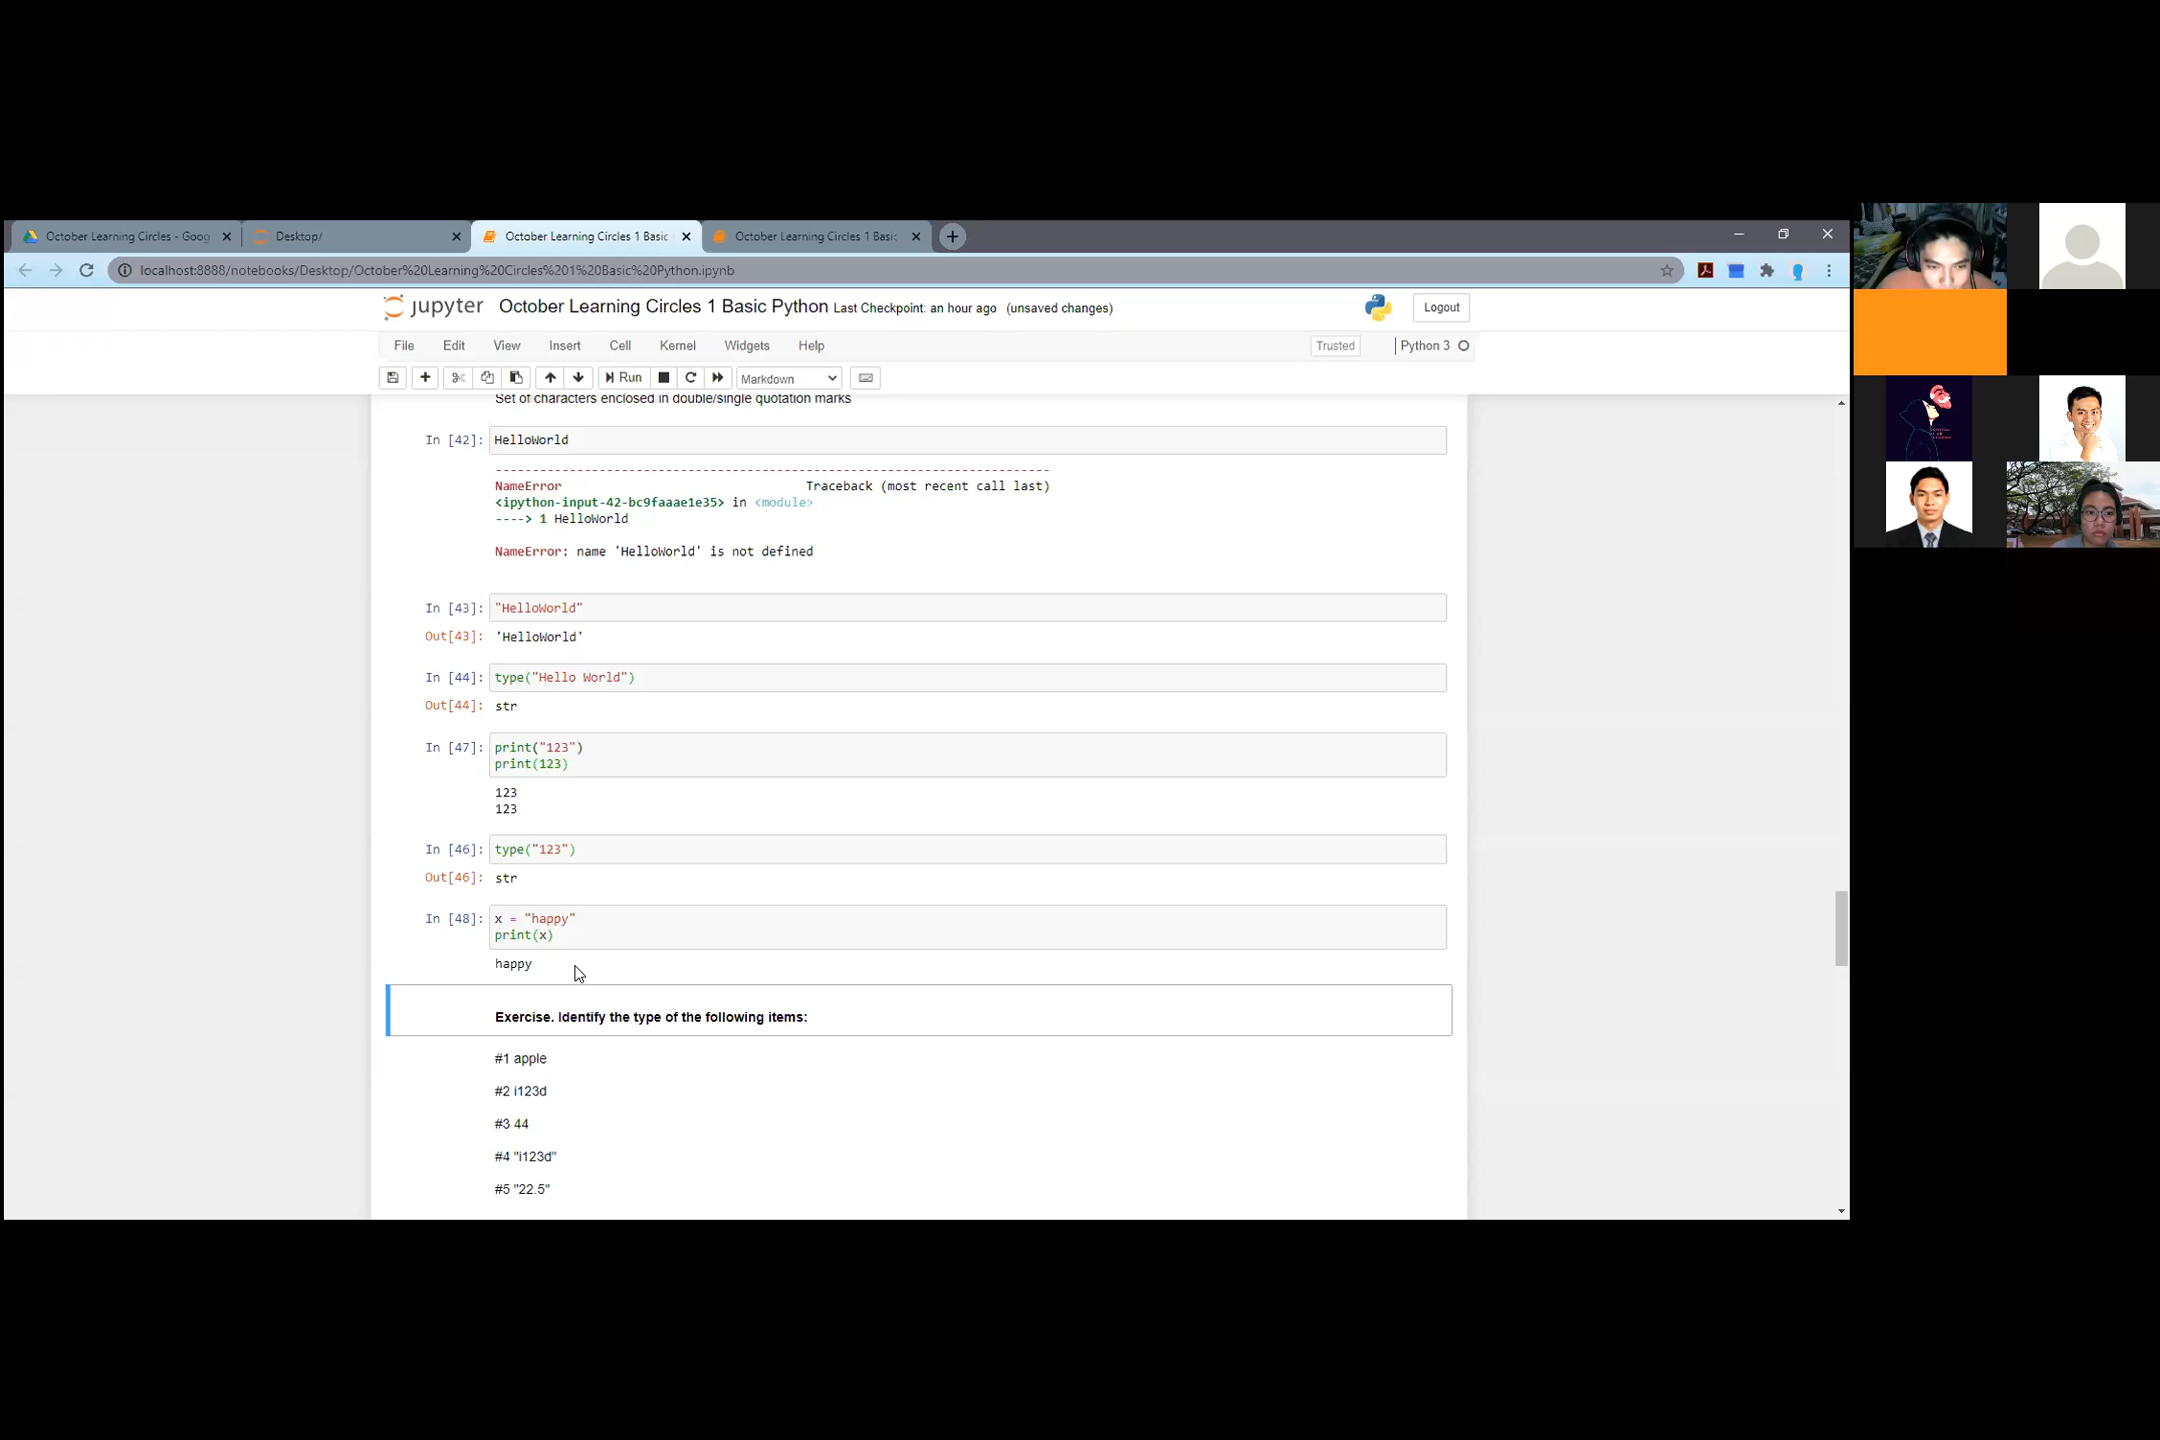 October Learning Circles - Goog
Desktop/
October Learning Circles 1 Basic
October Learning Circles 1 Basic
localhost:8888/notebooks/Desktop/October%20Learning%20Circles%201%20Basic%20Python.ipynb
jupyter October Learning Circles 1 Basic Python Last Checkpoint: an hour ago (unsaved changes)
Logout
File Edit View Insert Cell Kernel Widgets Help
Trusted
Python 3
Run
Markdown
Set of characters enclosed in double/single quotation marks
In [42]: HelloWorld
---------------------------------------------------------------------------
NameError Traceback (most recent call last)
<ipython-input-42-bc9faaae1e35> in <module>
----> 1 HelloWorld
NameError: name 'HelloWorld' is not defined
In [43]: "HelloWorld"
Out[43]: 'HelloWorld'
In [44]: type("Hello World")
Out[44]: str
In [47]: print("123")
print(123)
123
123
In [46]: type("123")
Out[46]: str
In [48]: x = "happy"
print(x)
happy
Exercise. Identify the type of the following items:
#1 apple
#2 i123d
#3 44
#4 "i123d"
#5 "22.5"